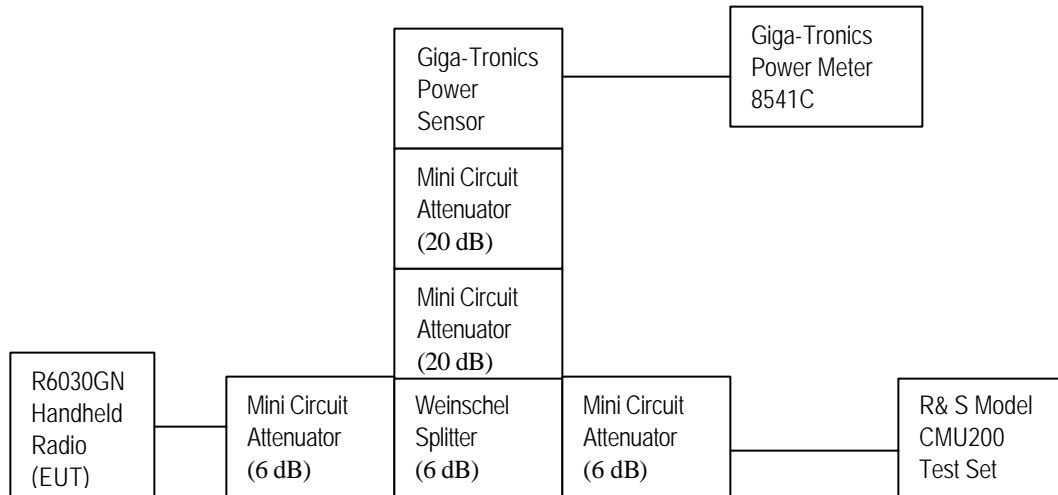 Giga-Tronics
Power
Sensor
Giga-Tronics
Power Meter
8541C
Mini Circuit
Attenuator
(20 dB)
Mini Circuit
Attenuator
(20 dB)
R6030GN
Handheld
Radio
(EUT)
Mini Circuit
Attenuator
(6 dB)
Weinschel
Splitter
(6 dB)
Mini Circuit
Attenuator
(6 dB)
R& S Model
CMU200
Test Set